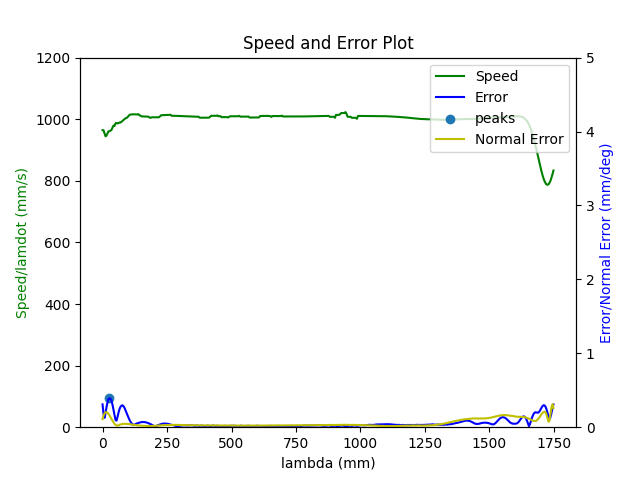 Speed and Error Plot
1200
1000
800
600
400
200
0
Speed/lamdot (mm/s)
5
4
3
2
1
0
Error/Normal Error (mm/deg)
Speed
Error
peaks
Normal Error
0 250 500 750 1000 1250 1500 1750
lambda (mm)